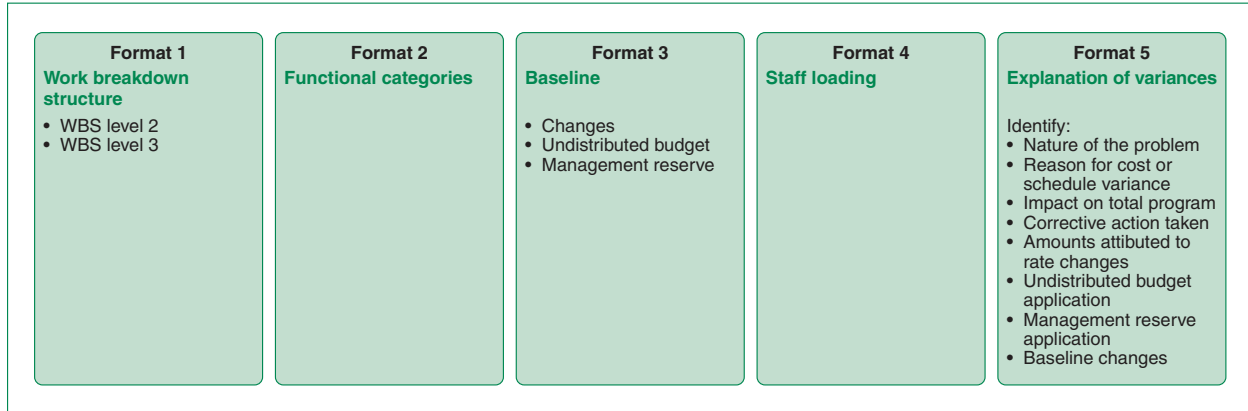 Format 1
Work breakdown
structure
• WBS level 2
• WBS level 3
Format 2
Functional categories
Format 3
Baseline
• Changes
• Undistributed budget
• Management reserve
Format 4
Staff loading
Format 5
Explanation of variances
Identify:
• Nature of the problem
• Reason for cost or
schedule variance
• Impact on total program
• Corrective action taken
• Amounts attibuted to
rate changes
• Undistributed budget
application
• Management reserve
application
• Baseline changes